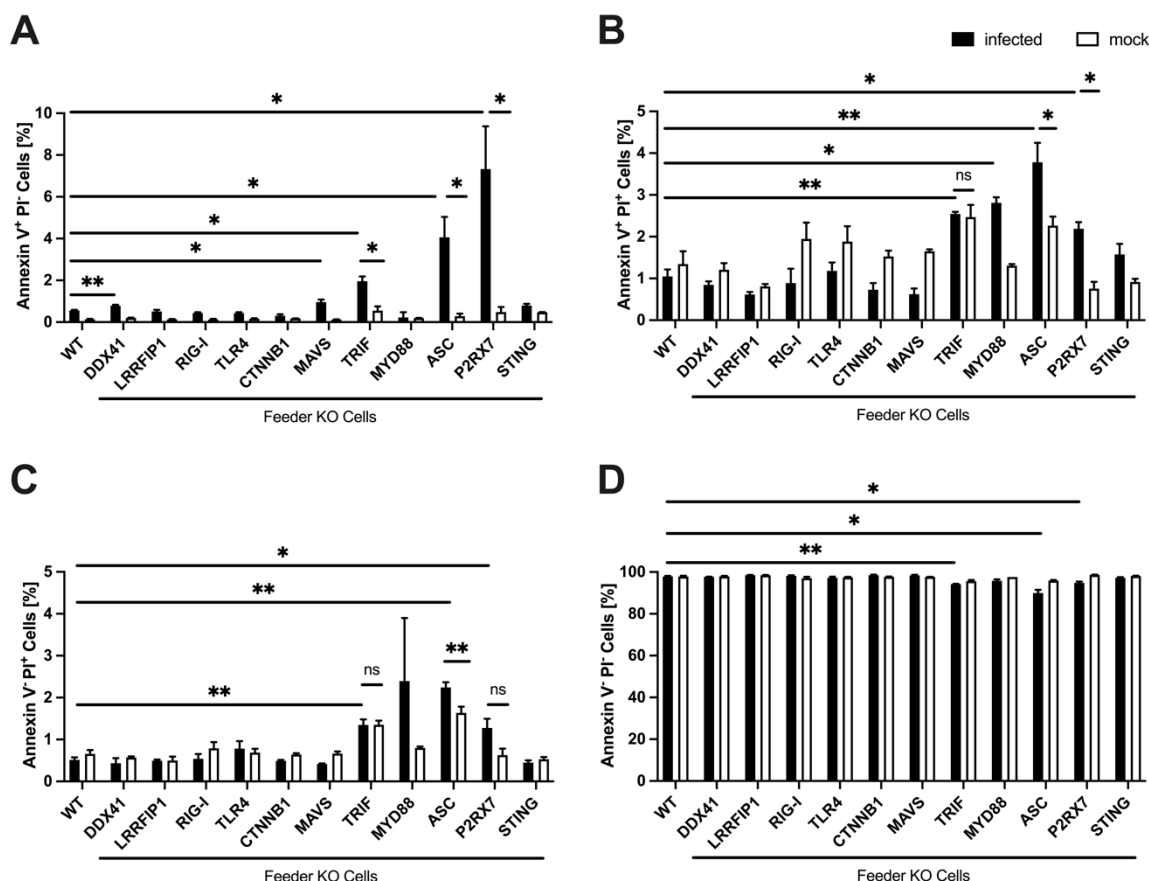 A
Annexin V⁺ PI⁻ Cells [%]
10
8
6
4
2
0
*
*
*
*
*
*
*
**
WT
DDX41
LRRFIP1
RIG-I
TLR4
CTNNB1
MAVS
TRIF
MYD88
ASC
P2RX7
STING
Feeder KO Cells
B
infected
mock
Annexin V⁺ PI⁺ Cells [%]
5
4
3
2
1
0
*
*
**
*
*
**
ns
WT
DDX41
LRRFIP1
RIG-I
TLR4
CTNNB1
MAVS
TRIF
MYD88
ASC
P2RX7
STING
Feeder KO Cells
C
Annexin V⁻ PI⁺ Cells [%]
5
4
3
2
1
0
*
**
**
**
ns
ns
WT
DDX41
LRRFIP1
RIG-I
TLR4
CTNNB1
MAVS
TRIF
MYD88
ASC
P2RX7
STING
Feeder KO Cells
D
Annexin V⁻ PI⁻ Cells [%]
100
80
60
40
20
0
*
*
**
WT
DDX41
LRRFIP1
RIG-I
TLR4
CTNNB1
MAVS
TRIF
MYD88
ASC
P2RX7
STING
Feeder KO Cells